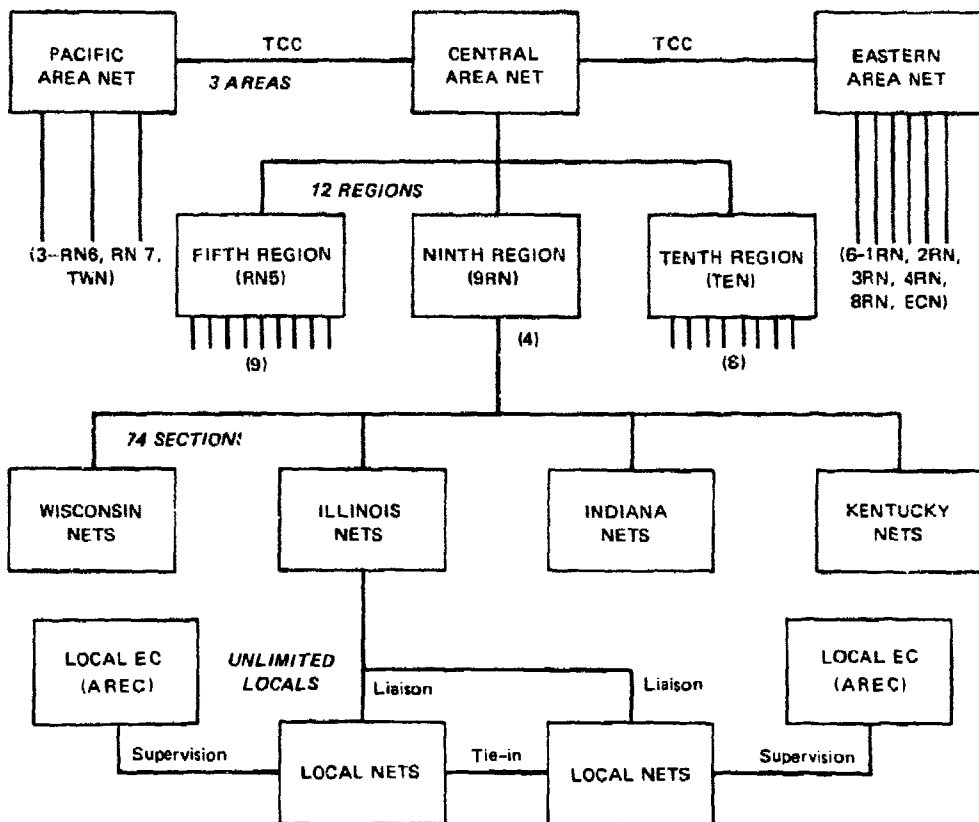 PACIFIC
AREA NET
TCC
3 AREAS
CENTRAL
AREA NET
TCC
EASTERN
AREA NET
12 REGIONS
(3-RN6, RN 7,
TWN)
FIFTH REGION
(RN5)
(9)
NINTH REGION
(9RN)
(4)
TENTH REGION
(TEN)
(8)
(6-1RN, 2RN,
3RN, 4RN,
8RN, ECN)
74 SECTIONS
WISCONSIN
NETS
ILLINOIS
NETS
INDIANA
NETS
KENTUCKY
NETS
LOCAL EC
(AREC)
UNLIMITED
LOCALS
Liaison
Liaison
LOCAL EC
(AREC)
Supervision
LOCAL NETS
Tie-in
LOCAL NETS
Supervision